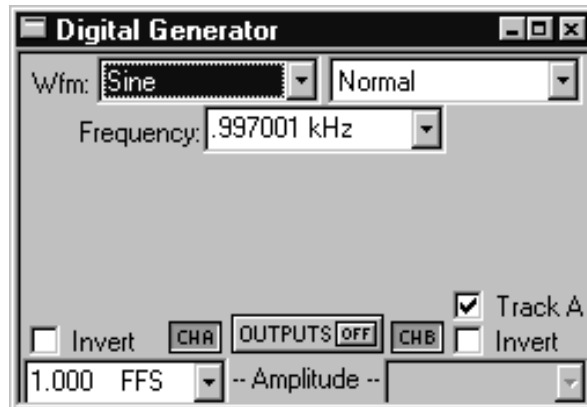 Digital Generator
Wfm: Sine Normal
Frequency: .997001 kHz
Track A
Invert CHA OUTPUTS OFF CHB Invert
1.000 FFS -- Amplitude --